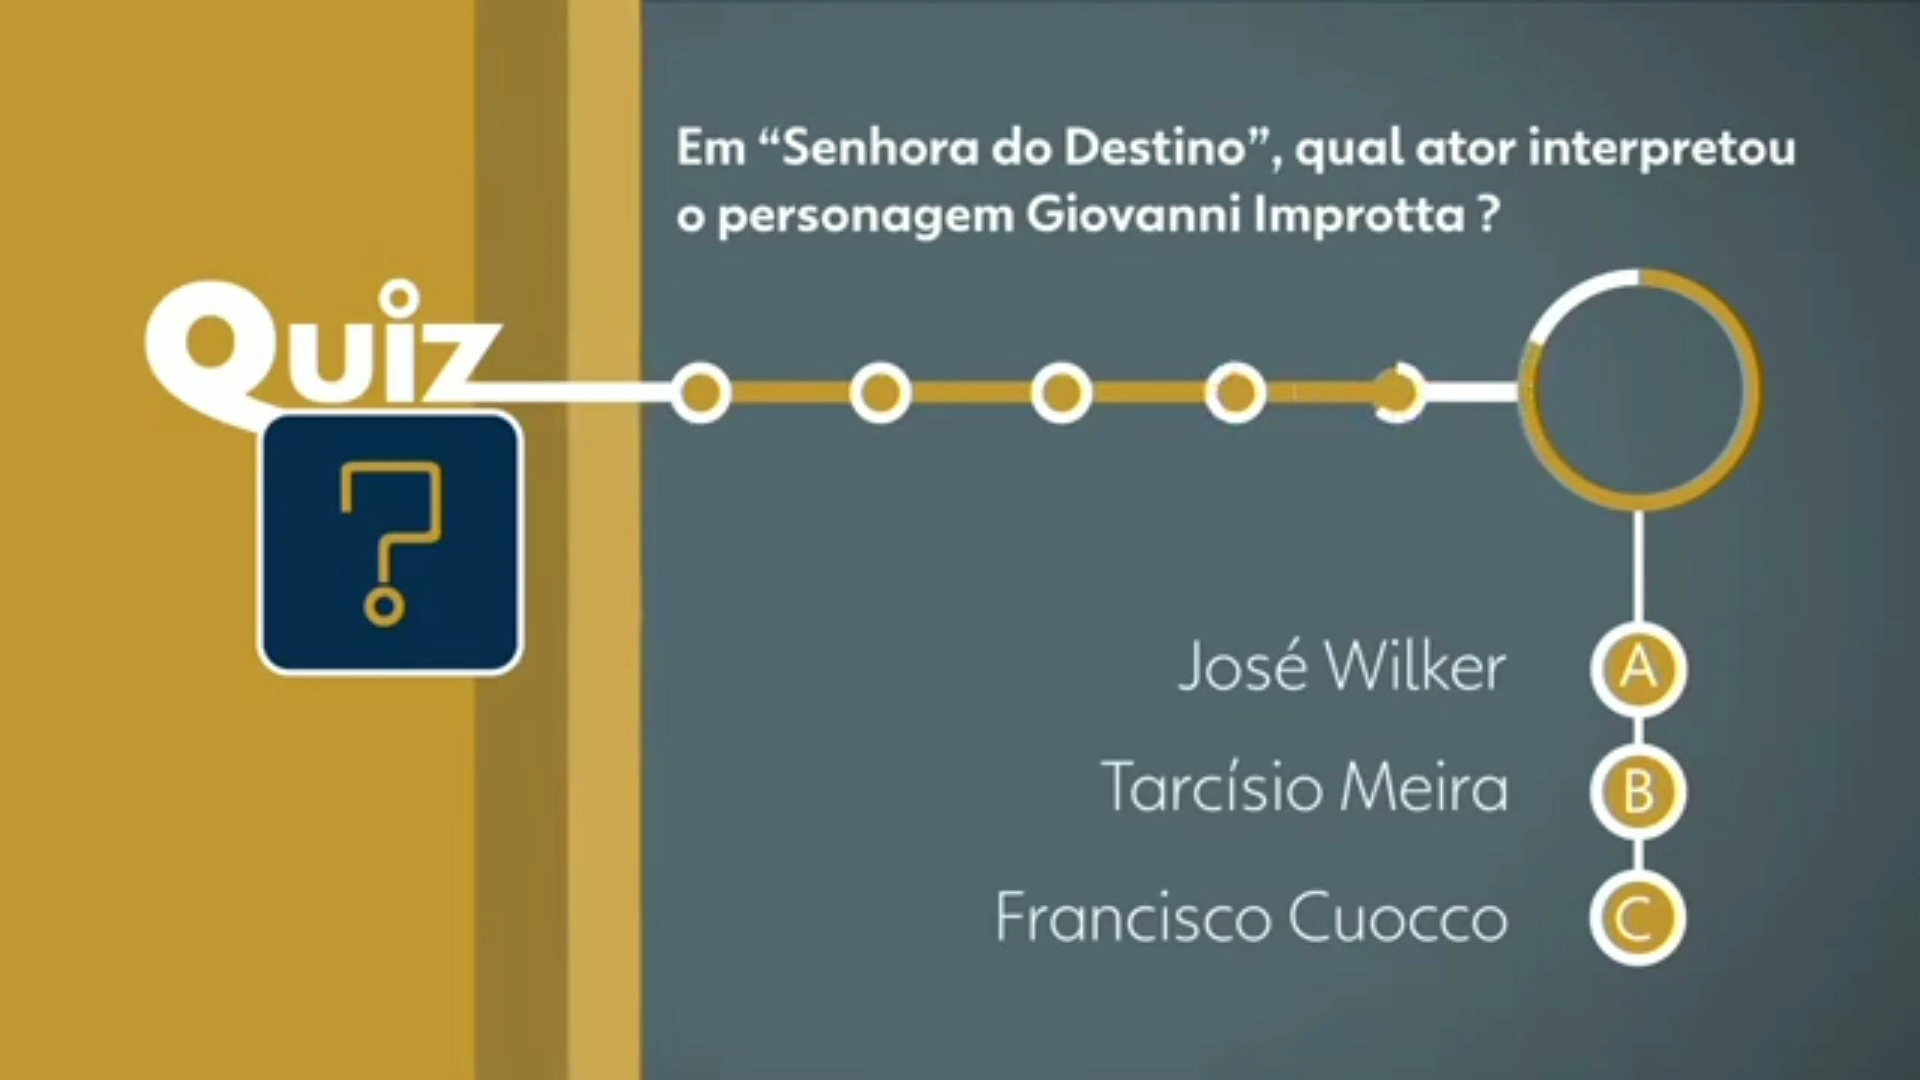 Em “Senhora do Destino”, qual ator interpretou
o personagem Giovanni Improtta ?
Quiz
?
José Wilker A
Tarcísio Meira B
Francisco Cuocco C